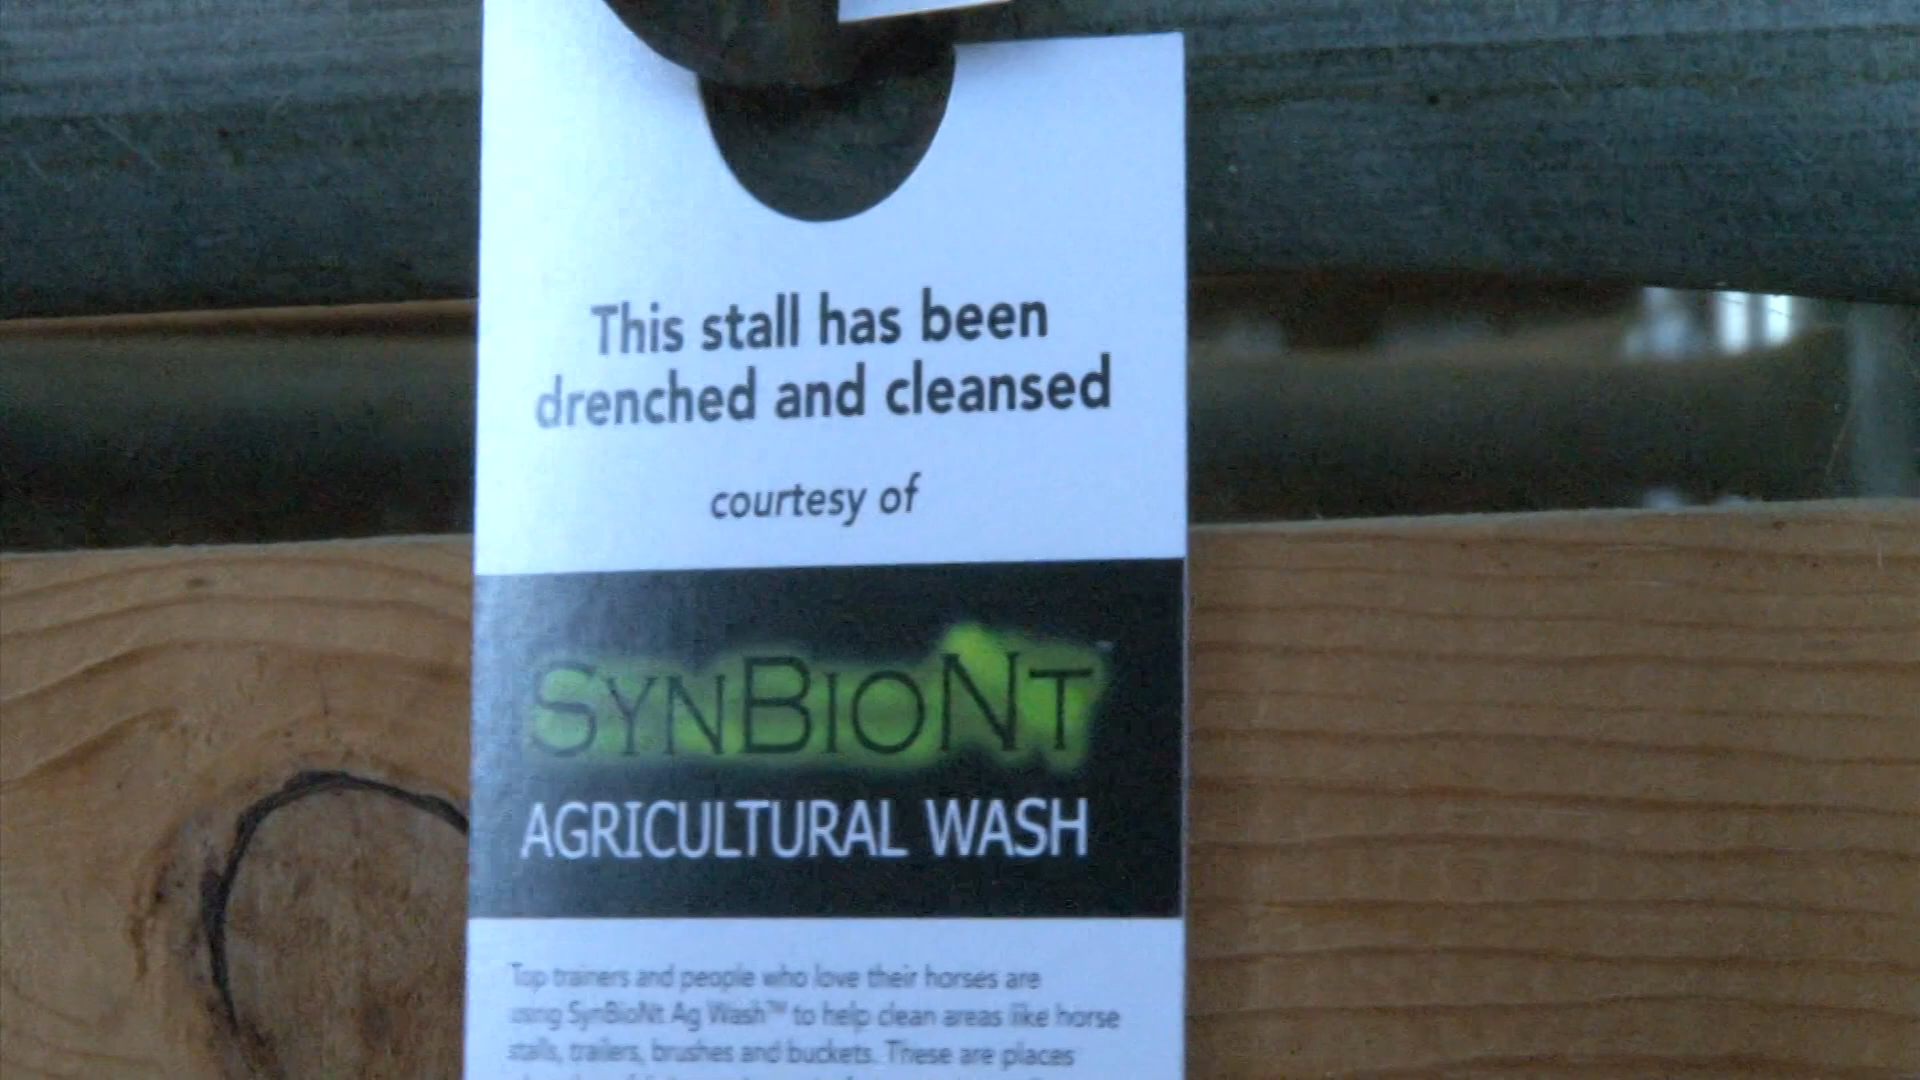 This stall has been
drenched and cleansed
courtesy of
SYNBIONT™
AGRICULTURAL WASH
Top trainers and people who love their horses are
using SynBioNt Ag Wash™ to help clean areas like horse
stalls, trailers, brushes and buckets. These are places